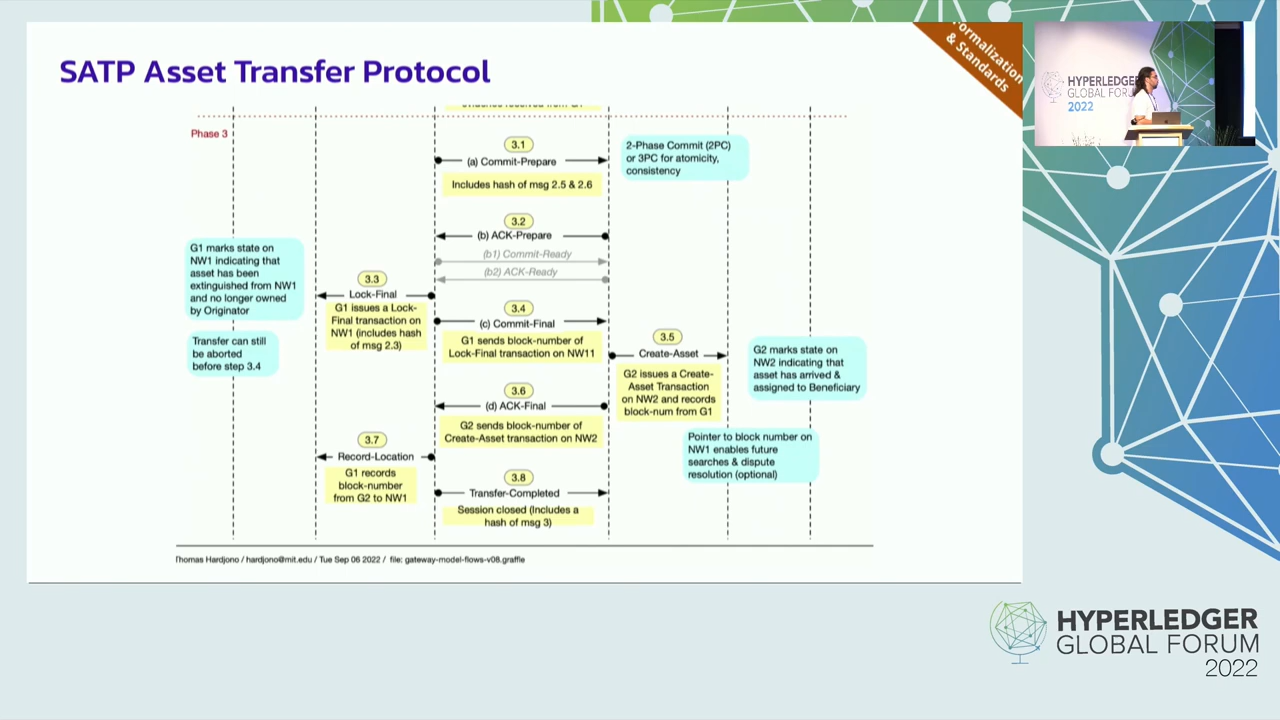 SATP Asset Transfer Protocol
Formalization
& Standards
HYPERLEDGER
GLOBAL FORUM
2022
Phase 3
3.1
(a) Commit-Prepare
Includes hash of msg 2.5 & 2.6
2-Phase Commit (2PC)
or 3PC for atomicity,
consistency
3.2
(b) ACK-Prepare
(b1) Commit-Ready
(b2) ACK-Ready
G1 marks state on
NW1 indicating that
asset has been
extinguished from NW1
and no longer owned
by Originator
Transfer can still
be aborted
before step 3.4
3.3
Lock-Final
G1 issues a Lock-
Final transaction on
NW1 (includes hash
of msg 2.3)
3.4
(c) Commit-Final
G1 sends block-number of
Lock-Final transaction on NW11
3.5
Create-Asset
G2 issues a Create-
Asset Transaction
on NW2 and records
block-num from G1
G2 marks state on
NW2 indicating that
asset has arrived &
assigned to Beneficiary
3.6
(d) ACK-Final
G2 sends block-number of
Create-Asset transaction on NW2
Pointer to block number on
NW1 enables future
searches & dispute
resolution (optional)
3.7
Record-Location
G1 records
block-number
from G2 to NW1
3.8
Transfer-Completed
Session closed (Includes a
hash of msg 3)
Thomas Hardjono / hardjono@mit.edu / Tue Sep 06 2022 / file: gateway-model-flows-v08.graffle
HYPERLEDGER
GLOBAL FORUM
2022